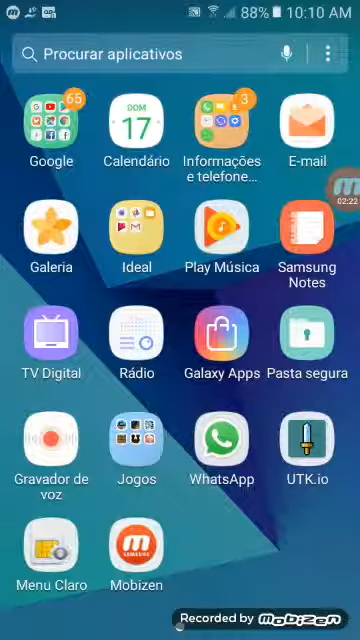 88% 10:10 AM
Procurar aplicativos
65
3
DOM
17
Google
Calendário
Informações
e telefone...
E-mail
02:22
Galeria
Ideal
Play Música
Samsung
Notes
TV Digital
Rádio
Galaxy Apps
Pasta segura
Gravador de
voz
Jogos
WhatsApp
UTK.io
SAMSUNG
Menu Claro
Mobizen
Recorded by mobizen